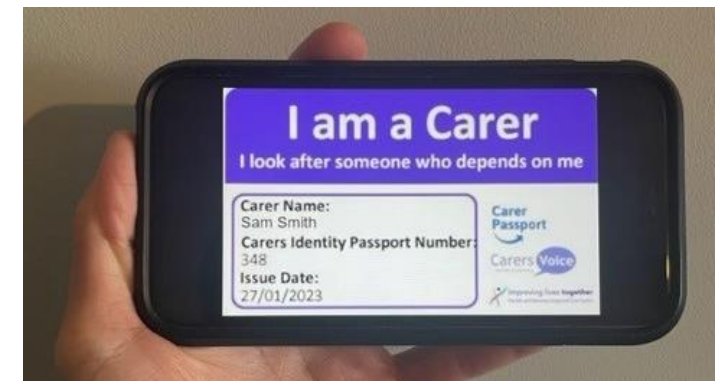 I am a Carer
I look after someone who depends on me
Carer Name:
Sam Smith
Carers Identity Passport Number:
348
Issue Date:
27/01/2023
Carer
Passport
Carers Voice
Improving lives together